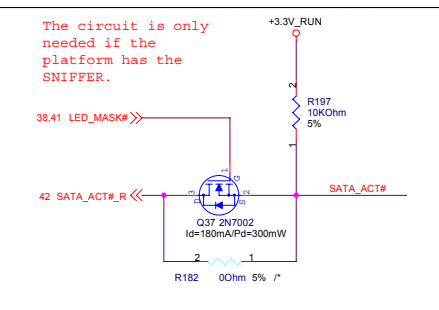 The circuit is only
needed if the
platform has the
SNIFFER.
+3.3V_RUN
2
R197
10KOhm
5%
1
38,41 LED_MASK#
1
G
42 SATA_ACT#_R
3
D
S
2
SATA_ACT#
Q37 2N7002
Id=180mA/Pd=300mW
2
1
R182 0Ohm 5% /*